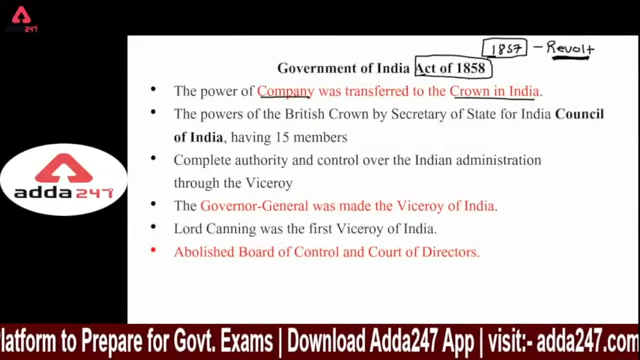 247
1857 - Revolt
Government of India Act of 1858
The power of Company was transferred to the Crown in India.
The powers of the British Crown by Secretary of State for India Council
of India, having 15 members
Complete authority and control over the Indian administration
through the Viceroy
The Governor-General was made the Viceroy of India.
Lord Canning was the first Viceroy of India.
Abolished Board of Control and Court of Directors.
adda247
Platform to Prepare for Govt. Exams | Download Adda247 App | visit:- adda247.com